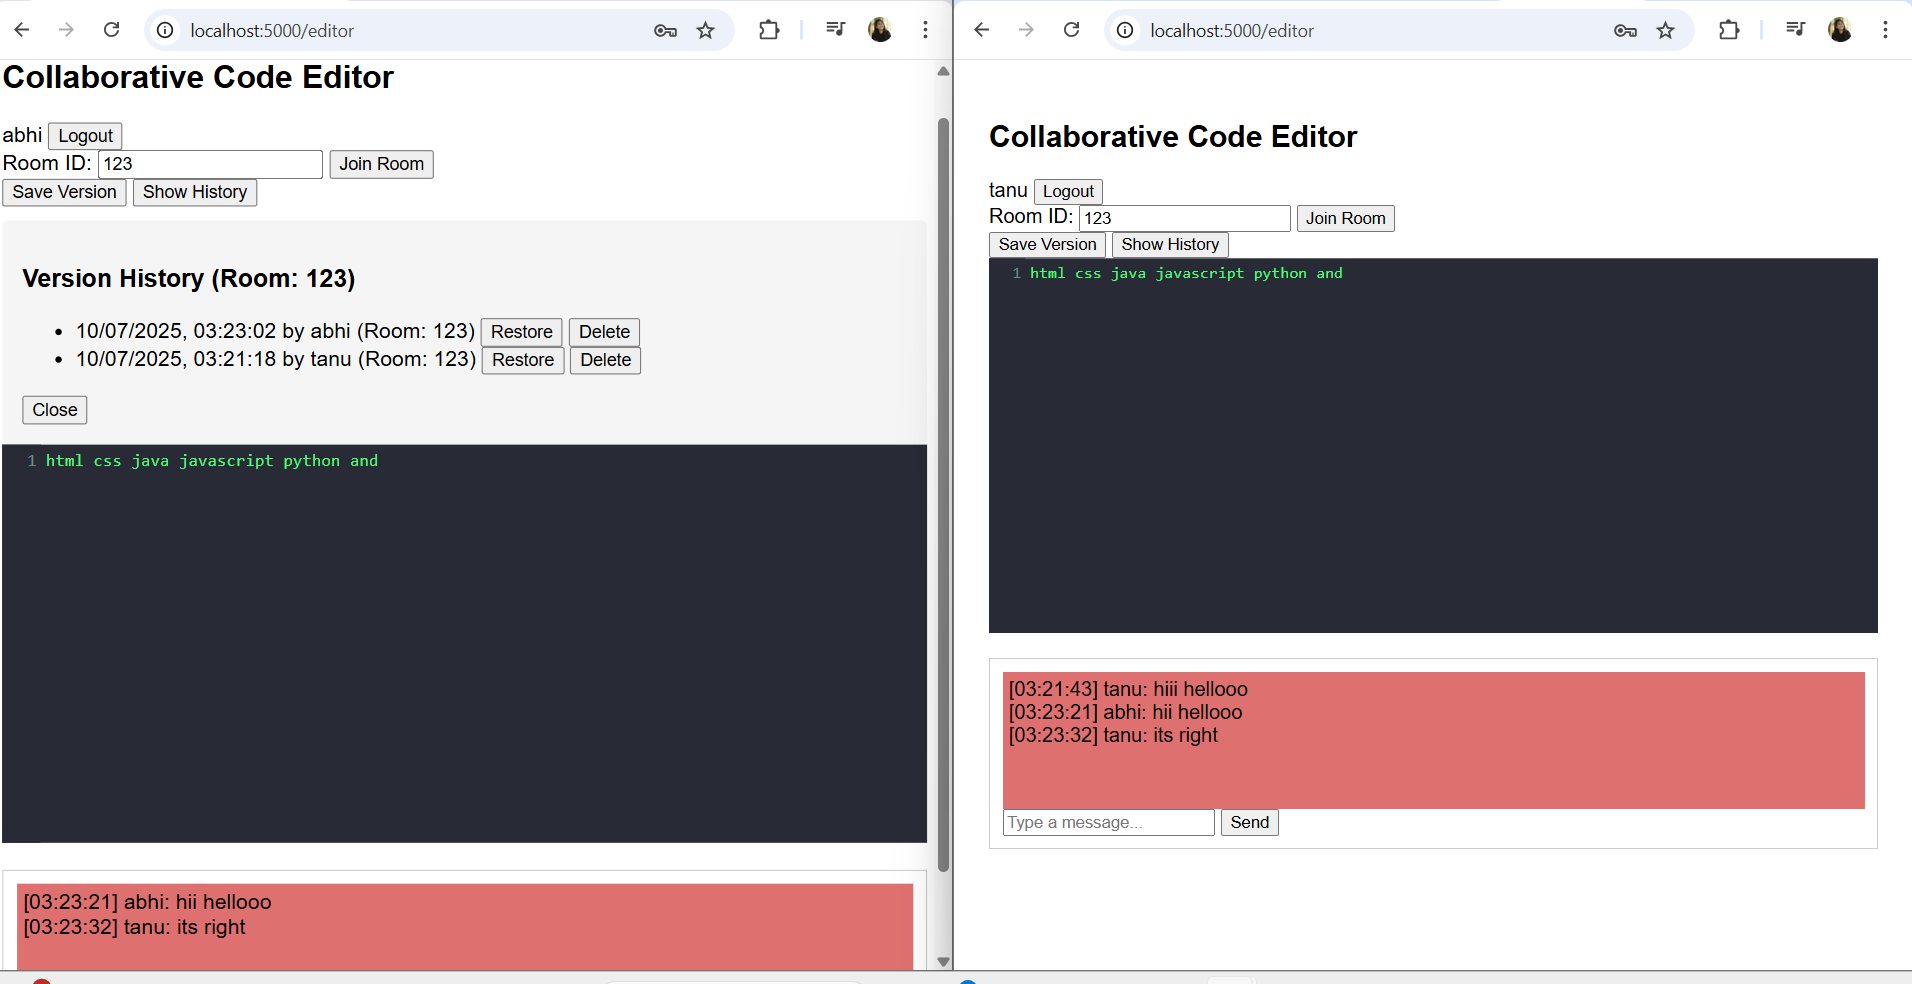 localhost:5000/editor
Collaborative Code Editor
abhi Logout
Room ID: 123 Join Room
Save Version Show History
Version History (Room: 123)
• 10/07/2025, 03:23:02 by abhi (Room: 123) Restore Delete
• 10/07/2025, 03:21:18 by tanu (Room: 123) Restore Delete
Close
1 html css java javascript python and
[03:23:21] abhi: hii hellooo
[03:23:32] tanu: its right
localhost:5000/editor
Collaborative Code Editor
tanu Logout
Room ID: 123 Join Room
Save Version Show History
1 html css java javascript python and
[03:21:43] tanu: hiii hellooo
[03:23:21] abhi: hii hellooo
[03:23:32] tanu: its right
Type a message... Send